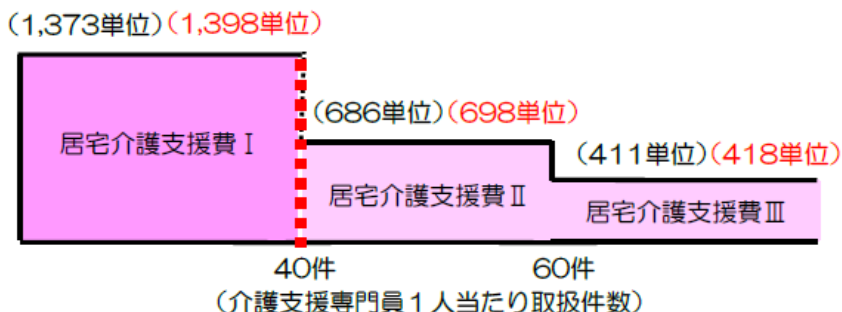 （1,373単位）（1,398単位）
（686単位）（698単位）
（411単位）（418単位）
居宅介護支援費Ⅰ
居宅介護支援費Ⅱ
居宅介護支援費Ⅲ
40件
60件
（介護支援専門員１人当たり取扱件数）